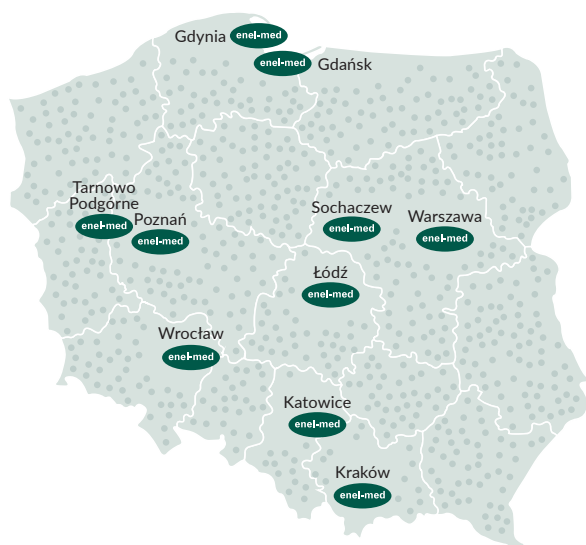 Gdynia
enel-med
enel-med
Gdańsk
Tarnowo
Podgórne
enel-med
Poznań
enel-med
Sochaczew
enel-med
Warszawa
enel-med
Łódź
enel-med
Wrocław
enel-med
Katowice
enel-med
Kraków
enel-med